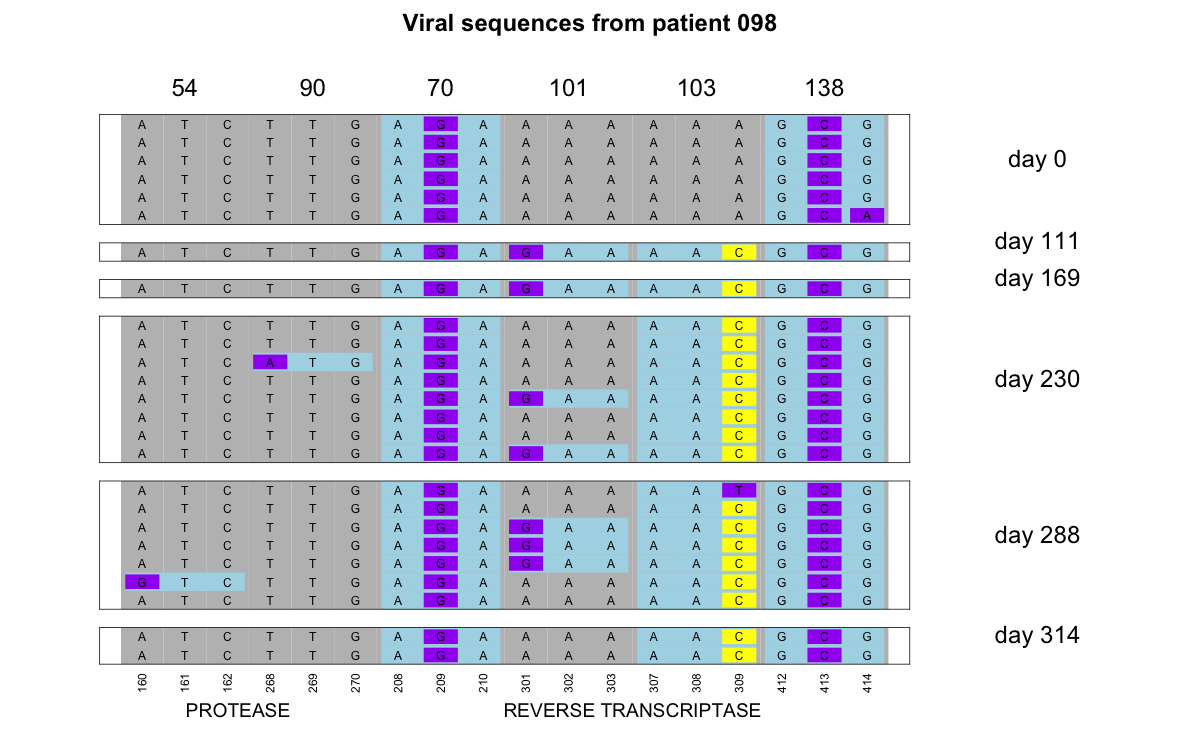 Viral sequences from patient 098
54 90 70 101 103 138
A T C T T G A G A A A A A A A G C G
A T C T T G A G A A A A A A A G C G
A T C T T G A G A A A A A A A G C G
day 0
A T C T T G A G A A A A A A A G C G
A T C T T G A G A A A A A A A G C G
A T C T T G A G A A A A A A A G C A
day 111
A T C T T G A G A G A A A A C G C G
day 169
A T C T T G A G A G A A A A C G C G
A T C T T G A G A A A A A A C G C G
A T C T T G A G A A A A A A C G C G
A T C A T G A G A A A A A A C G C G
A T C T T G A G A A A A A A C G C G
day 230
A T C T T G A G A G A A A A C G C G
A T C T T G A G A A A A A A C G C G
A T C T T G A G A A A A A A C G C G
A T C T T G A G A G A A A A C G C G
A T C T T G A G A A A A A A T G C G
A T C T T G A G A A A A A A C G C G
A T C T T G A G A G A A A A C G C G
day 288
A T C T T G A G A G A A A A C G C G
A T C T T G A G A G A A A A C G C G
G T C T T G A G A A A A A A C G C G
A T C T T G A G A A A A A A C G C G
A T C T T G A G A A A A A A C G C G
day 314
A T C T T G A G A A A A A A C G C G
160 161 162 268 269 270 208 209 210 301 302 303 307 308 309 412 413 414
PROTEASE REVERSE TRANSCRIPTASE